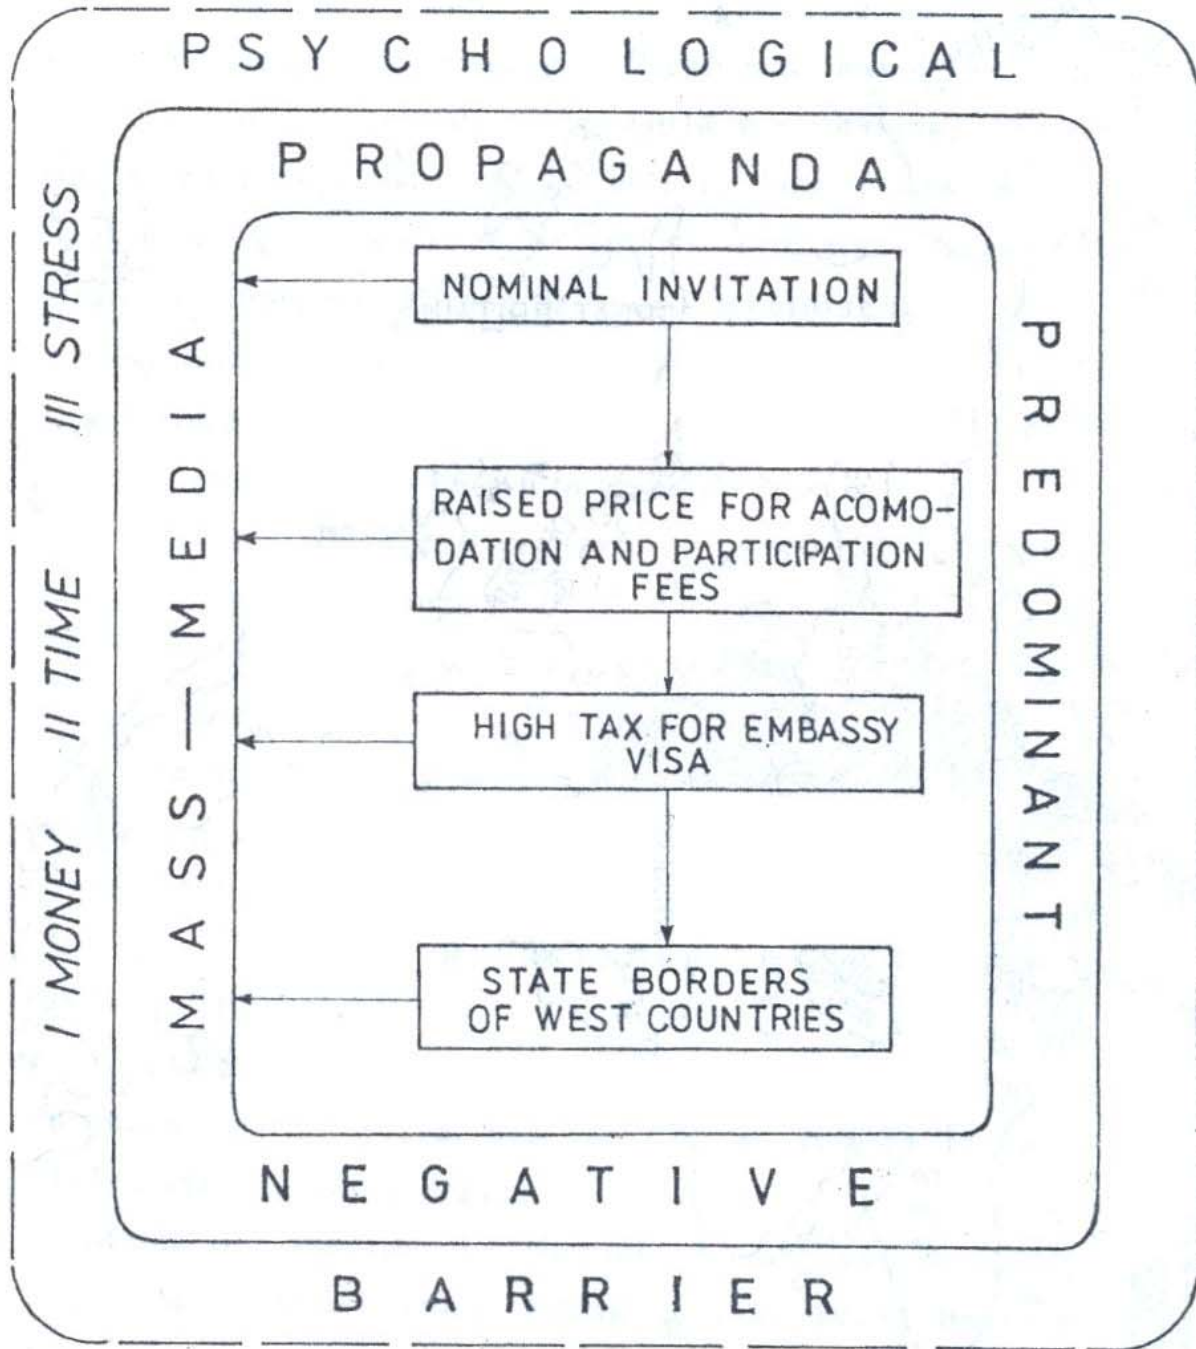 PSYCHOLOGICAL
PROPAGANDA
III STRESS
II TIME
I MONEY
MASS—MEDIA
NOMINAL INVITATION
RAISED PRICE FOR ACOMO-
DATION AND PARTICIPATION
FEES
HIGH TAX FOR EMBASSY
VISA
STATE BORDERS
OF WEST COUNTRIES
PREDOMINANT
NEGATIVE
BARRIER